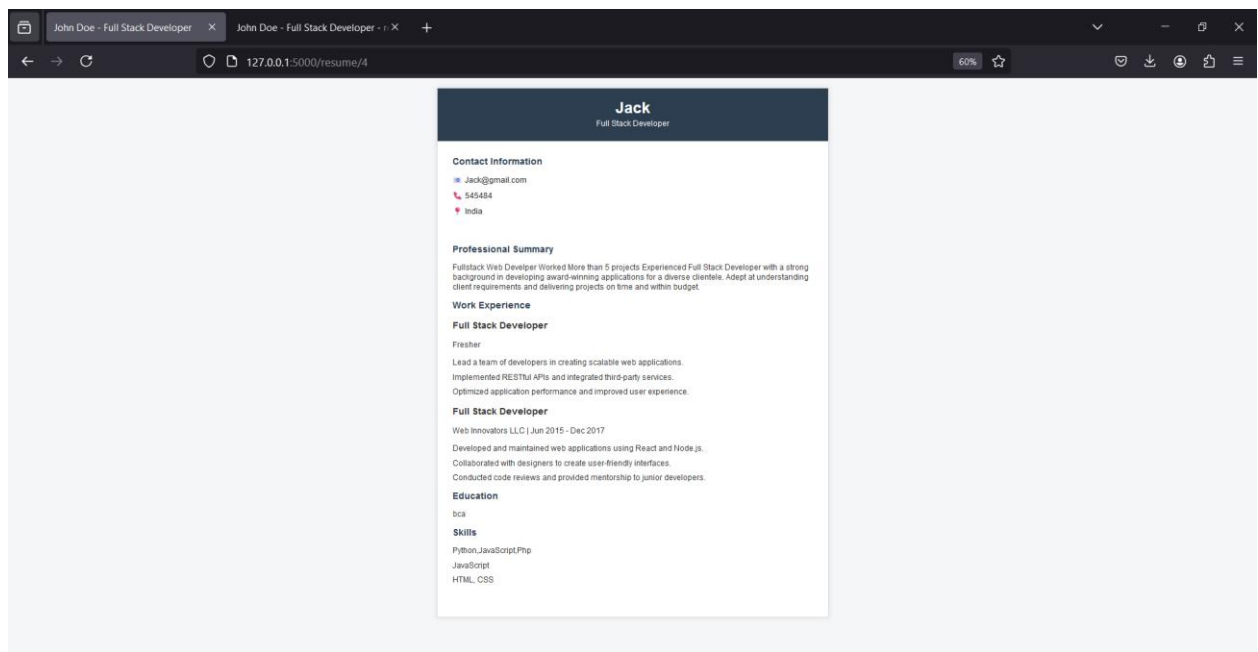 John Doe - Full Stack Developer
John Doe - Full Stack Developer - r
127.0.0.1:5000/resume/4
60%
Jack
Full Stack Developer
Contact Information
Jack@gmail.com
545484
India
Professional Summary
Fullstack Web Develper Worked More than 5 projects Experienced Full Stack Developer with a strong
background in developing award-winning applications for a diverse clientele. Adept at understanding
client requirements and delivering projects on time and within budget.
Work Experience
Full Stack Developer
Fresher
Lead a team of developers in creating scalable web applications.
Implemented RESTful APIs and integrated third-party services.
Optimized application performance and improved user experience.
Full Stack Developer
Web Innovators LLC | Jun 2015 - Dec 2017
Developed and maintained web applications using React and Node.js.
Collaborated with designers to create user-friendly interfaces.
Conducted code reviews and provided mentorship to junior developers.
Education
bca
Skills
Python,JavaScript,Php
JavaScript
HTML, CSS